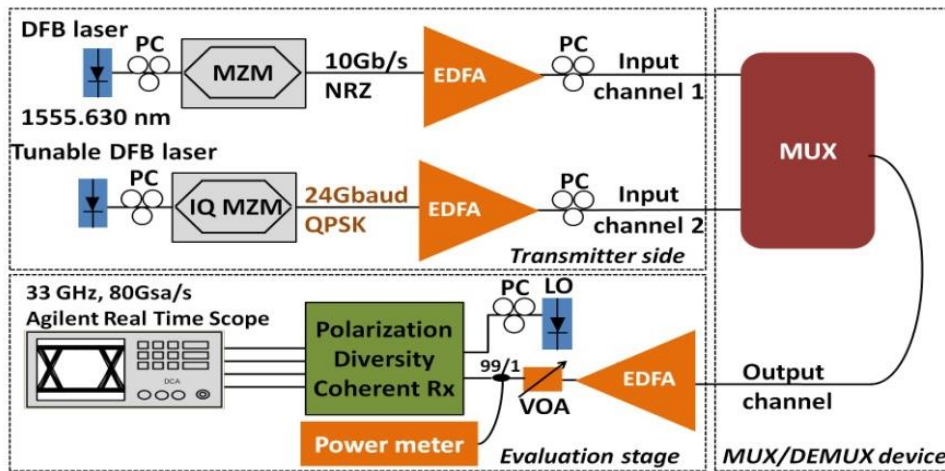 DFB laser
PC
MZM
10Gb/s
NRZ
EDFA
PC
Input
channel 1
1555.630 nm
Tunable DFB laser
PC
IQ MZM
24Gbaud
QPSK
EDFA
PC
Input
channel 2
Transmitter side
MUX
33 GHz, 80Gsa/s
Agilent Real Time Scope
DCA
Polarization
Diversity
Coherent Rx
PC
LO
99/1
VOA
EDFA
Output
channel
Power meter
Evaluation stage
MUX/DEMUX device